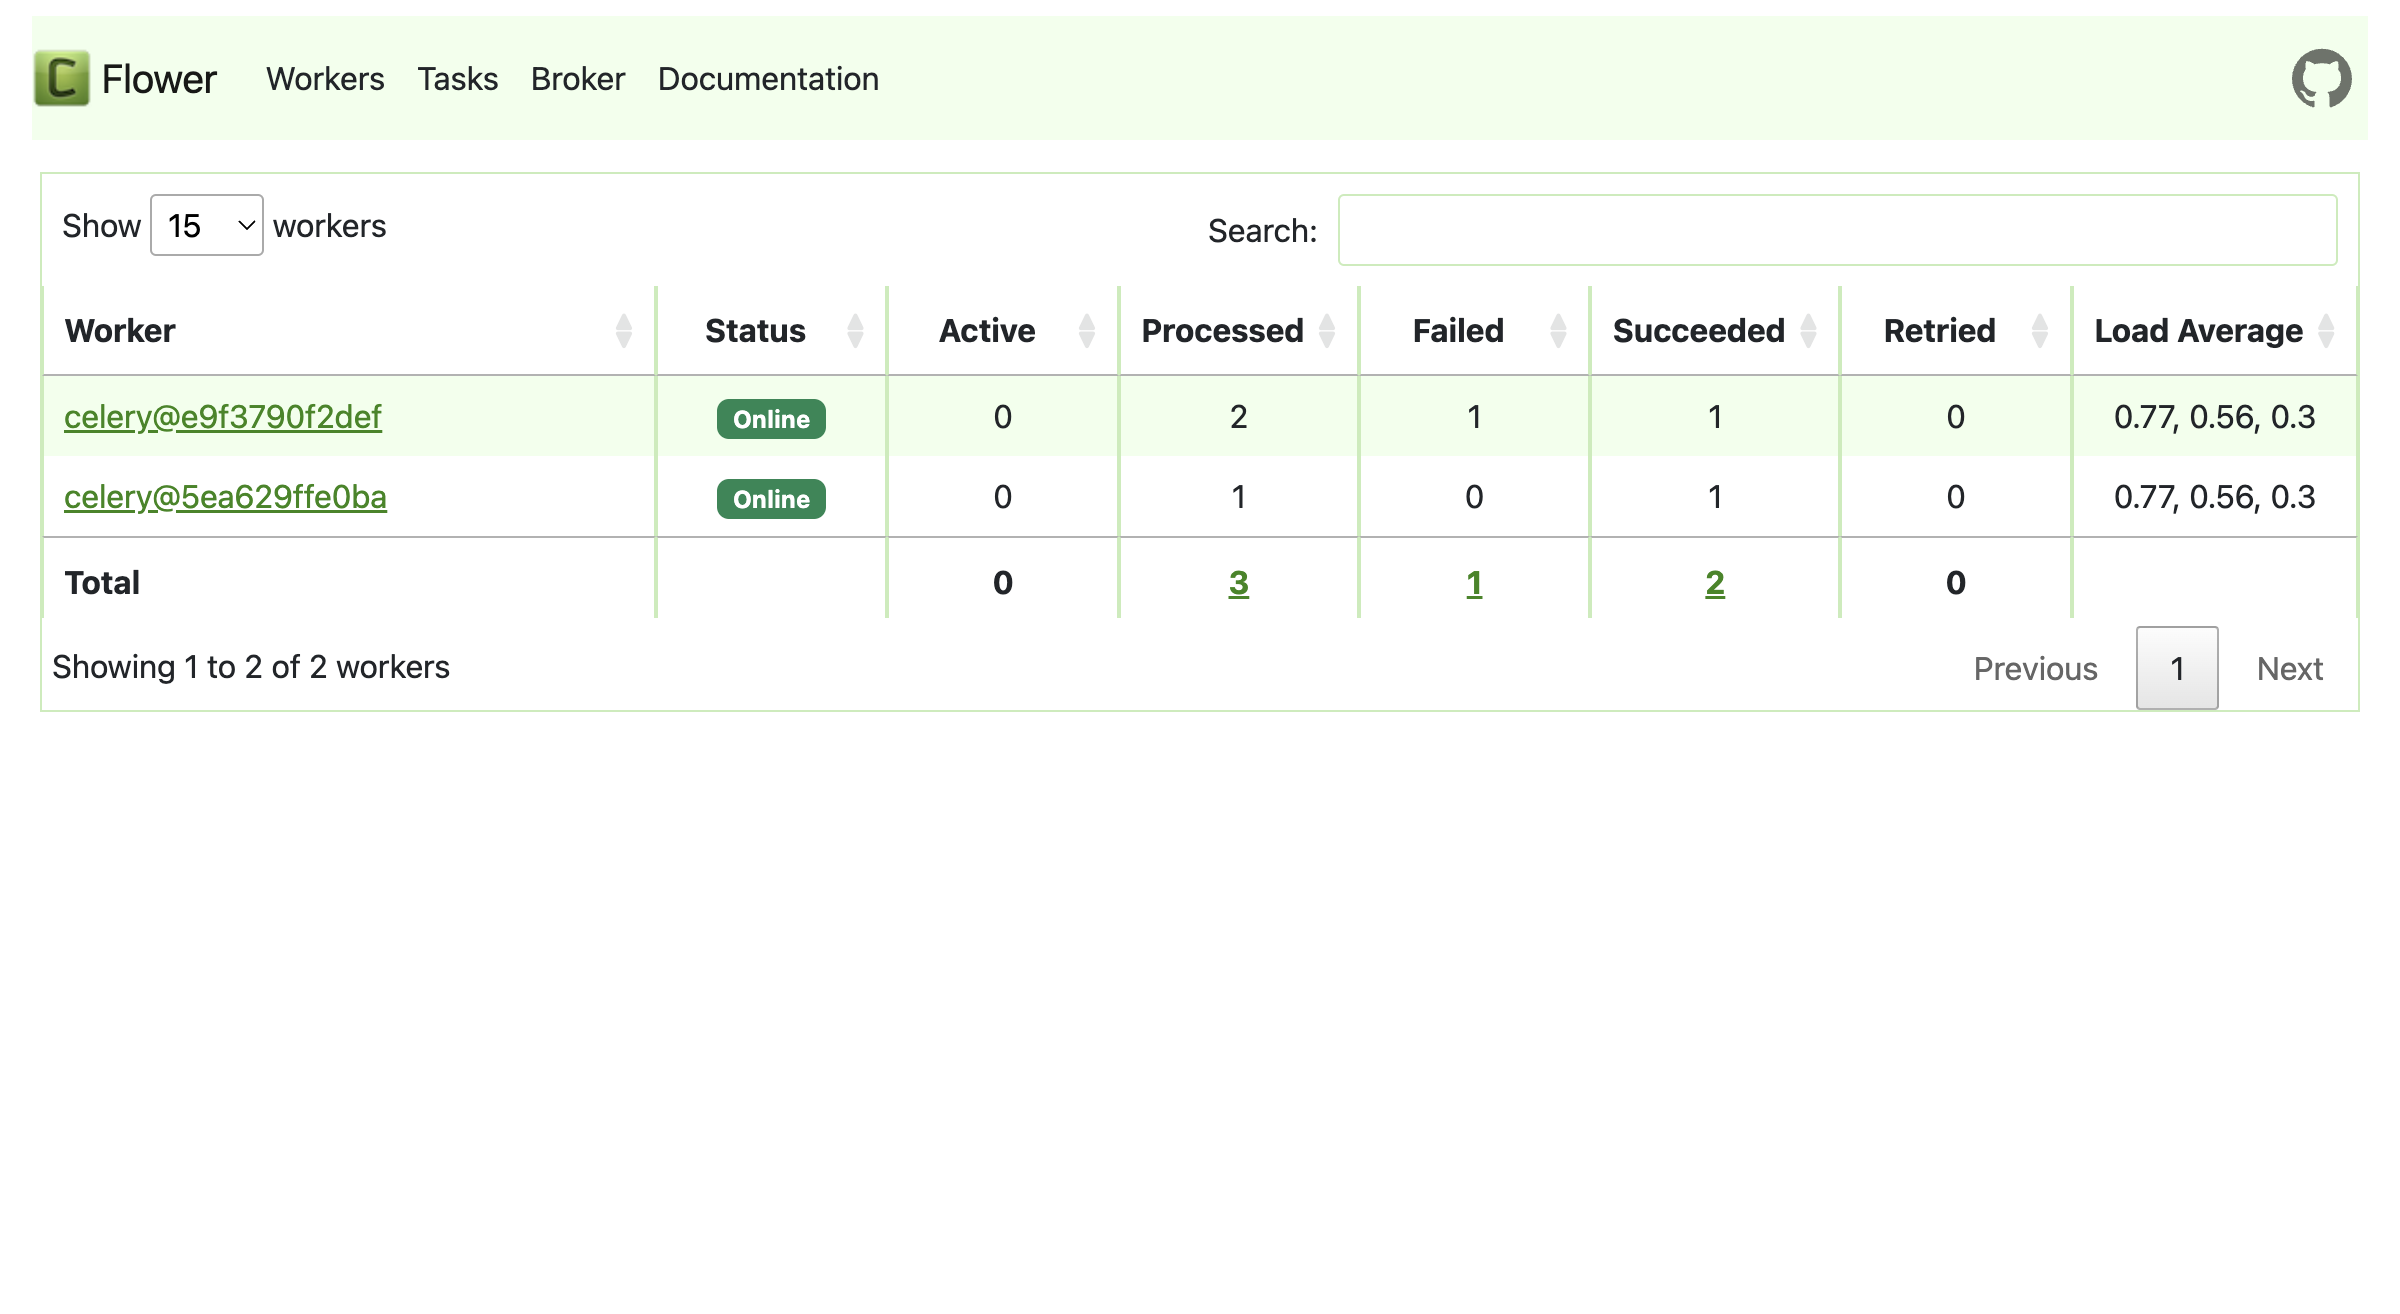 C Flower Workers Tasks Broker Documentation
Show 15 workers Search:
Worker Status Active Processed Failed Succeeded Retried Load Average
celery@e9f3790f2def Online 0 2 1 1 0 0.77, 0.56, 0.3
celery@5ea629ffe0ba Online 0 1 0 1 0 0.77, 0.56, 0.3
Total 0 3 1 2 0
Showing 1 to 2 of 2 workers Previous 1 Next